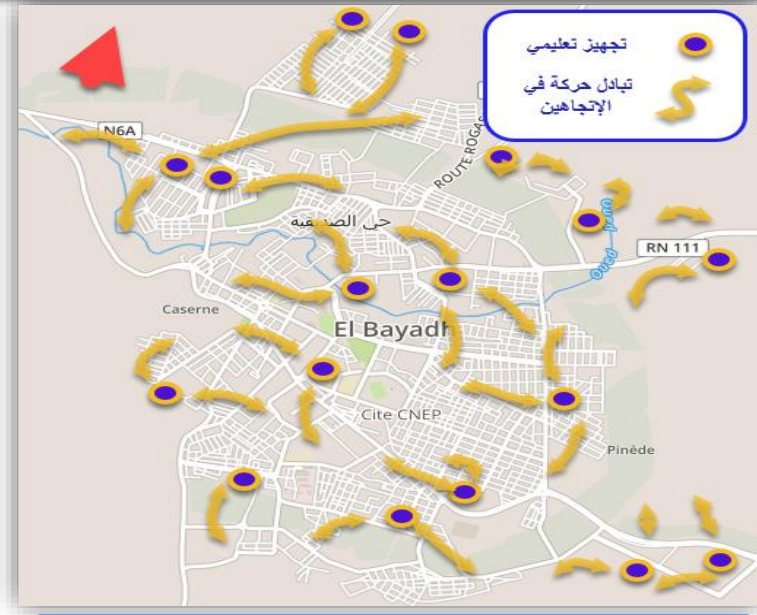 تجهيز تعليمي
تبادل حركة في
الإتجاهين
N6A
ROUTE ROGAS
حي الصديقية
Oued
RN 111
Caserne
El Bayadh
Cite CNEP
Pinède